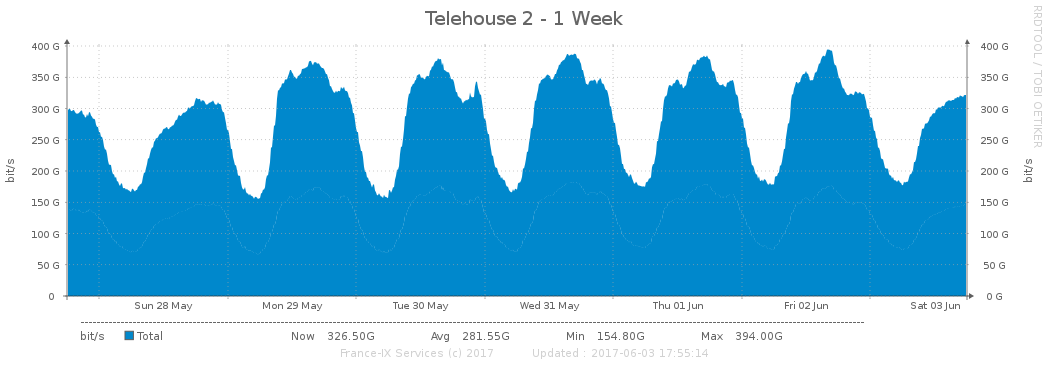 Telehouse 2 - 1 Week
RRDTOOL / TOBI OETIKER
400 G 400 G
350 G 350 G
300 G 300 G
250 G 250 G
200 G 200 G
150 G 150 G
100 G 100 G
50 G 50 G
0 0 G
bit/s
bit/s
Sun 28 May Mon 29 May Tue 30 May Wed 31 May Thu 01 Jun Fri 02 Jun Sat 03 Jun
bit/s Total Now 326.50G Avg 281.55G Min 154.80G Max 394.00G
France-IX Services (c) 2017 Updated : 2017-06-03 17:55:14